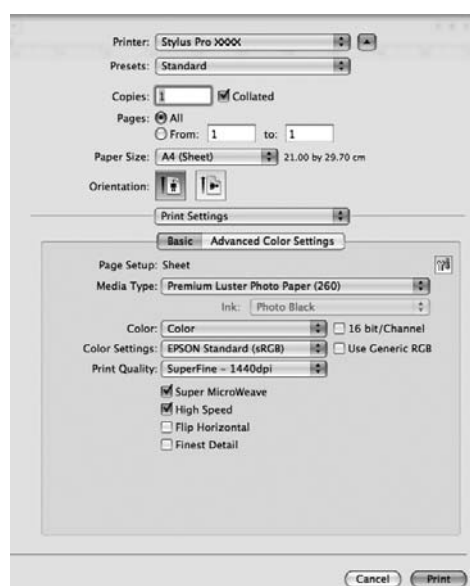 Printer: Stylus Pro XXXX
Presets: Standard
Copies: 1 Collated
Pages: All
From: 1 to: 1
Paper Size: A4 (Sheet) 21.00 by 29.70 cm
Orientation:
Print Settings
Basic Advanced Color Settings
Page Setup: Sheet
Media Type: Premium Luster Photo Paper (260)
Ink: Photo Black
Color: Color 16 bit/Channel
Color Settings: EPSON Standard (sRGB) Use Generic RGB
Print Quality: SuperFine - 1440dpi
Super MicroWeave
High Speed
Flip Horizontal
Finest Detail
Cancel Print